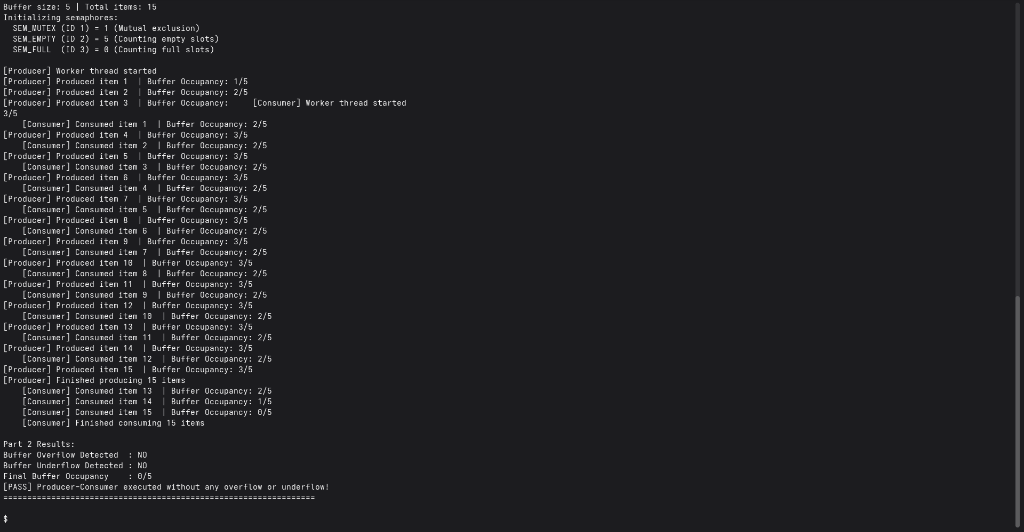 Buffer size: 5 | Total items: 15
Initializing semaphores:
  SEM_MUTEX (ID 1) = 1 (Mutual exclusion)
  SEM_EMPTY (ID 2) = 5 (Counting empty slots)
  SEM_FULL  (ID 3) = 0 (Counting full slots)

[Producer] Worker thread started
[Producer] Produced item 1  | Buffer Occupancy: 1/5
[Producer] Produced item 2  | Buffer Occupancy: 2/5
[Producer] Produced item 3  | Buffer Occupancy:     [Consumer] Worker thread started
3/5
    [Consumer] Consumed item 1  | Buffer Occupancy: 2/5
[Producer] Produced item 4  | Buffer Occupancy: 3/5
    [Consumer] Consumed item 2  | Buffer Occupancy: 2/5
[Producer] Produced item 5  | Buffer Occupancy: 3/5
    [Consumer] Consumed item 3  | Buffer Occupancy: 2/5
[Producer] Produced item 6  | Buffer Occupancy: 3/5
    [Consumer] Consumed item 4  | Buffer Occupancy: 2/5
[Producer] Produced item 7  | Buffer Occupancy: 3/5
    [Consumer] Consumed item 5  | Buffer Occupancy: 2/5
[Producer] Produced item 8  | Buffer Occupancy: 3/5
    [Consumer] Consumed item 6  | Buffer Occupancy: 2/5
[Producer] Produced item 9  | Buffer Occupancy: 3/5
    [Consumer] Consumed item 7  | Buffer Occupancy: 2/5
[Producer] Produced item 10  | Buffer Occupancy: 3/5
    [Consumer] Consumed item 8  | Buffer Occupancy: 2/5
[Producer] Produced item 11  | Buffer Occupancy: 3/5
    [Consumer] Consumed item 9  | Buffer Occupancy: 2/5
[Producer] Produced item 12  | Buffer Occupancy: 3/5
    [Consumer] Consumed item 10  | Buffer Occupancy: 2/5
[Producer] Produced item 13  | Buffer Occupancy: 3/5
    [Consumer] Consumed item 11  | Buffer Occupancy: 2/5
[Producer] Produced item 14  | Buffer Occupancy: 3/5
    [Consumer] Consumed item 12  | Buffer Occupancy: 2/5
[Producer] Produced item 15  | Buffer Occupancy: 3/5
[Producer] Finished producing 15 items
    [Consumer] Consumed item 13  | Buffer Occupancy: 2/5
    [Consumer] Consumed item 14  | Buffer Occupancy: 1/5
    [Consumer] Consumed item 15  | Buffer Occupancy: 0/5
    [Consumer] Finished consuming 15 items

Part 2 Results:
Buffer Overflow Detected  : NO
Buffer Underflow Detected : NO
Final Buffer Occupancy    : 0/5
[PASS] Producer-Consumer executed without any overflow or underflow!
=================================================================

$